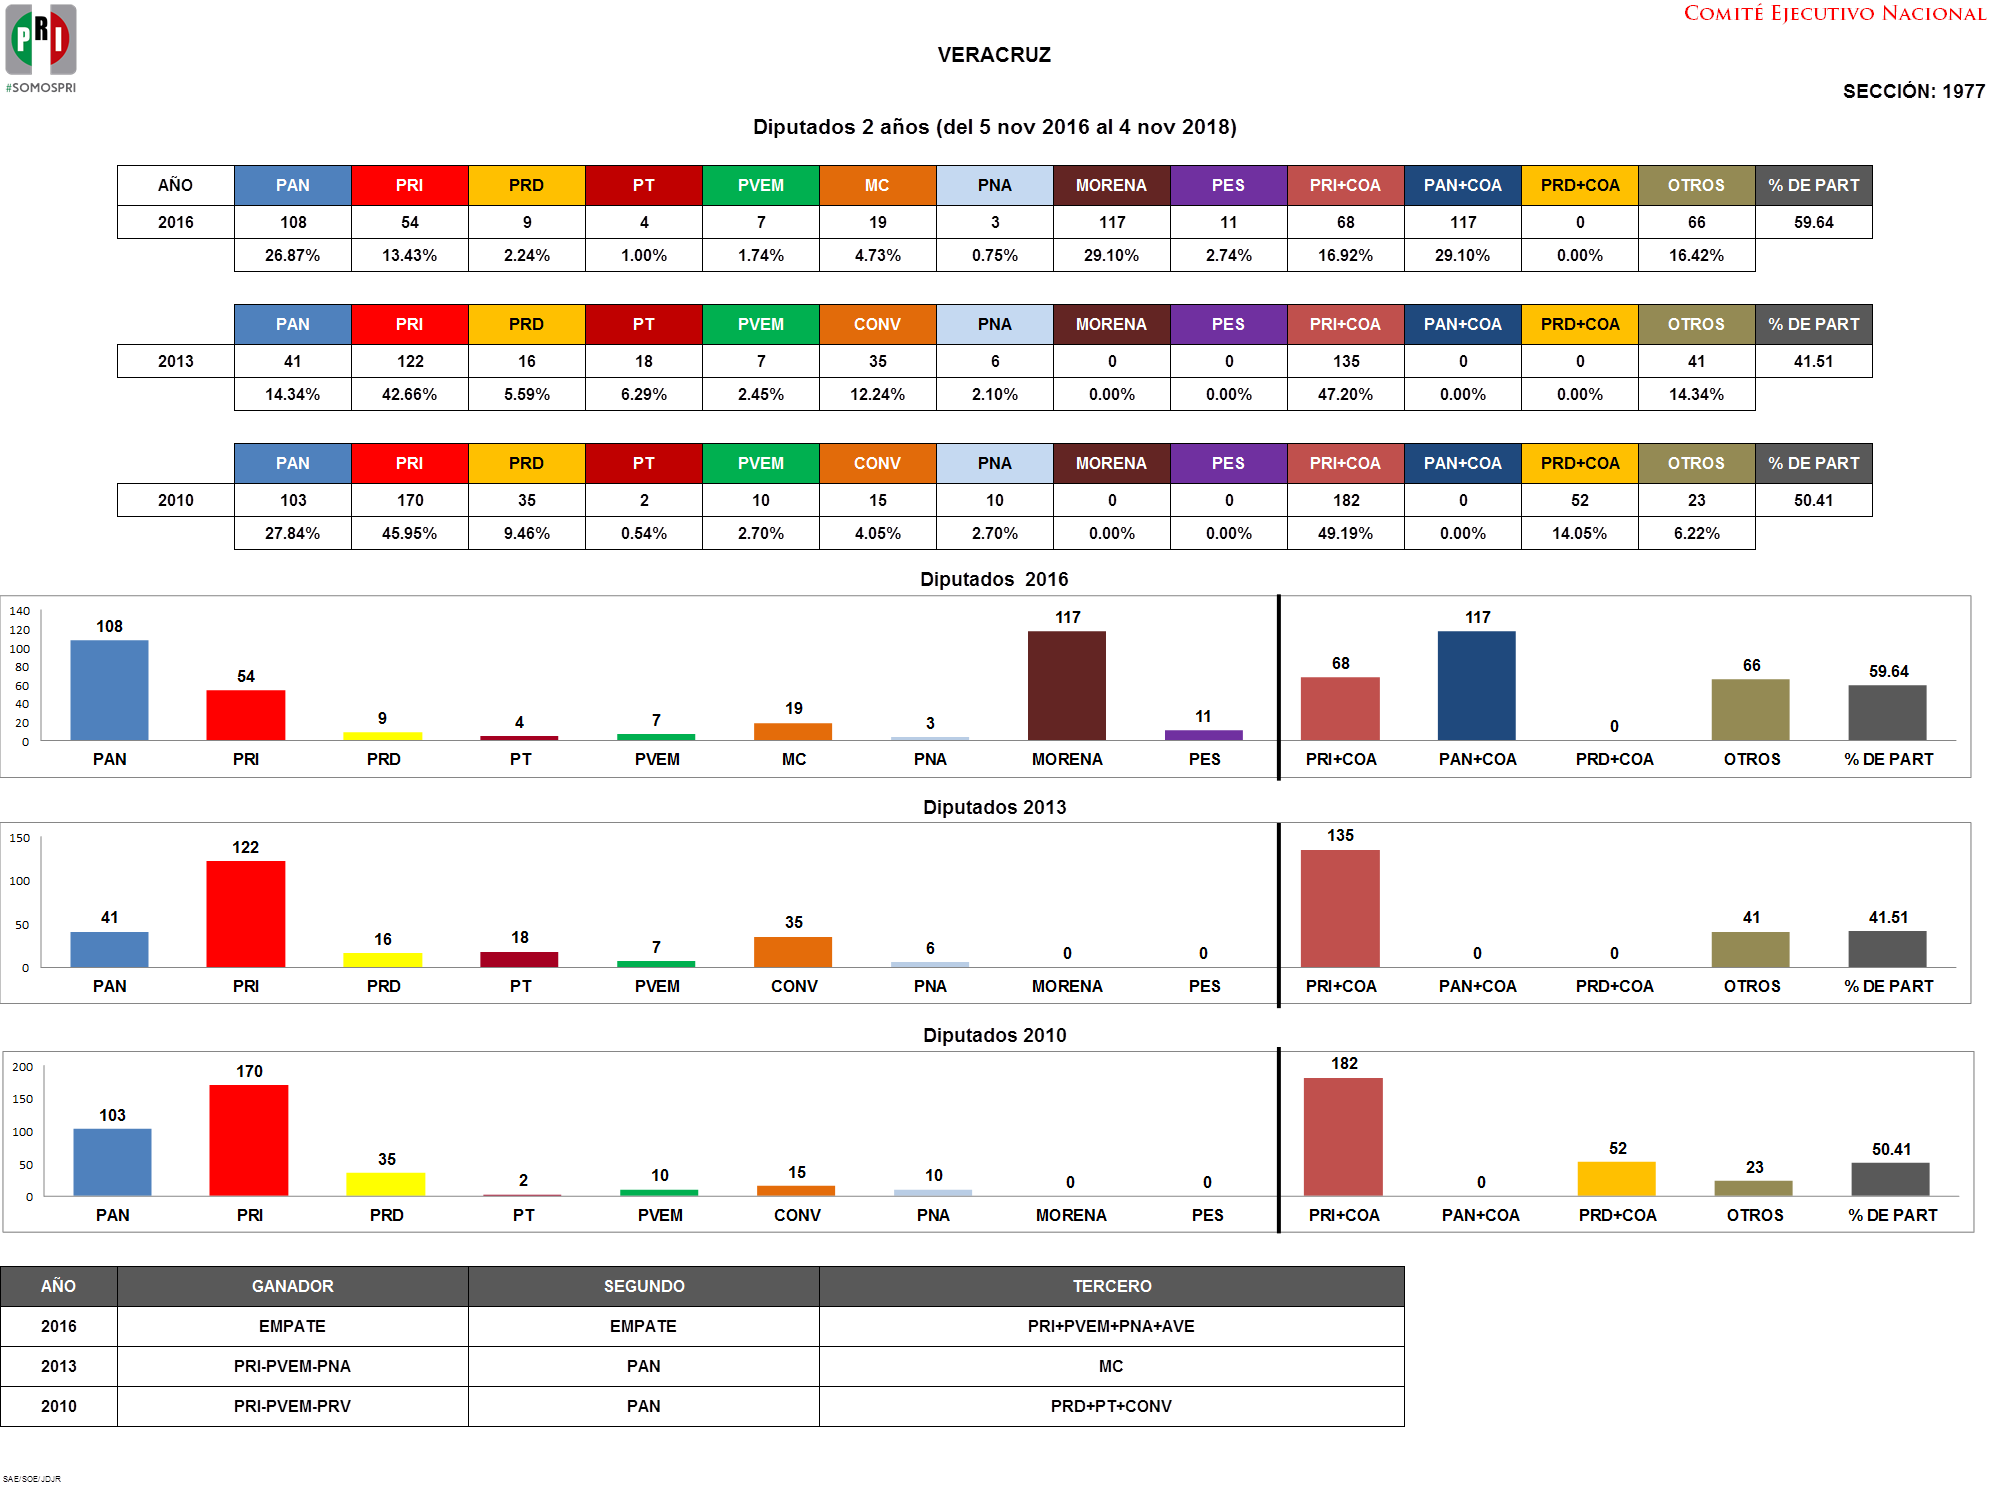 PRI
#SOMOSPRI
COMITÉ EJECUTIVO NACIONAL
VERACRUZ
SECCIÓN: 1977
Diputados 2 años (del 5 nov 2016 al 4 nov 2018)
AÑO PAN PRI PRD PT PVEM MC PNA MORENA PES PRI+COA PAN+COA PRD+COA OTROS % DE PART
2016 108 54 9 4 7 19 3 117 11 68 117 0 66 59.64
26.87% 13.43% 2.24% 1.00% 1.74% 4.73% 0.75% 29.10% 2.74% 16.92% 29.10% 0.00% 16.42%
PAN PRI PRD PT PVEM CONV PNA MORENA PES PRI+COA PAN+COA PRD+COA OTROS % DE PART
2013 41 122 16 18 7 35 6 0 0 135 0 0 41 41.51
14.34% 42.66% 5.59% 6.29% 2.45% 12.24% 2.10% 0.00% 0.00% 47.20% 0.00% 0.00% 14.34%
PAN PRI PRD PT PVEM CONV PNA MORENA PES PRI+COA PAN+COA PRD+COA OTROS % DE PART
2010 103 170 35 2 10 15 10 0 0 182 0 52 23 50.41
27.84% 45.95% 9.46% 0.54% 2.70% 4.05% 2.70% 0.00% 0.00% 49.19% 0.00% 14.05% 6.22%
Diputados 2016
140
120
100
80
60
40
20
0
108 54 9 4 7 19 3 117 11 68 117 0 66 59.64
PAN PRI PRD PT PVEM MC PNA MORENA PES PRI+COA PAN+COA PRD+COA OTROS % DE PART
Diputados 2013
150
100
50
0
41 122 16 18 7 35 6 0 0 135 0 0 41 41.51
PAN PRI PRD PT PVEM CONV PNA MORENA PES PRI+COA PAN+COA PRD+COA OTROS % DE PART
Diputados 2010
200
150
100
50
0
103 170 35 2 10 15 10 0 0 182 0 52 23 50.41
PAN PRI PRD PT PVEM CONV PNA MORENA PES PRI+COA PAN+COA PRD+COA OTROS % DE PART
AÑO GANADOR SEGUNDO TERCERO
2016 EMPATE EMPATE PRI+PVEM+PNA+AVE
2013 PRI-PVEM-PNA PAN MC
2010 PRI-PVEM-PRV PAN PRD+PT+CONV
SAE/SOE/JDJR